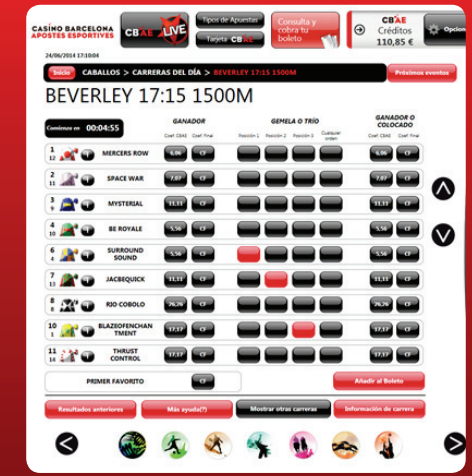 CASINO BARCELONA
APOSTES ESPORTIVES
CBAE LIVE
Tipos de Apuestas
Tarjeta CBAE
Consulta y
cobra tu
boleto
CBAE
Créditos
110,85 €
Opcion
24/06/2014 17:10:04
Inicio CABALLOS > CARRERAS DEL DÍA > BEVERLEY 17:15 1500M
Próximos eventos
BEVERLEY 17:15 1500M
Comienza en 00:04:55
GANADOR
GEMELA O TRÍO
GANADOR O
COLOCADO
Coef. CBAE Coef. Final Posición 1 Posición 2 Posición 3 Cualquier orden Coef. CBAE Coef. Final
1 12 MERCERS ROW 6,06 CF 6,06 CF
2 11 SPACE WAR 7,07 CF 7,07 CF
3 9 MYSTERIAL 11,11 CF 11,11 CF
4 10 BE ROYALE 5,56 CF 5,56 CF
6 4 SURROUND SOUND 5,56 CF 5,56 CF
7 13 JACBEQUICK 11,11 CF 11,11 CF
8 8 RIO COBOLO 26,26 CF 26,26 CF
10 1 BLAZEOFENCHAN TMENT 17,17 CF 17,17 CF
11 14 THRUST CONTROL 17,17 CF 17,17 CF
PRIMER FAVORITO CF
Añadir al Boleto
Resultados anteriores
Más ayuda(?)
Mostrar otras carreras
Información de carrera